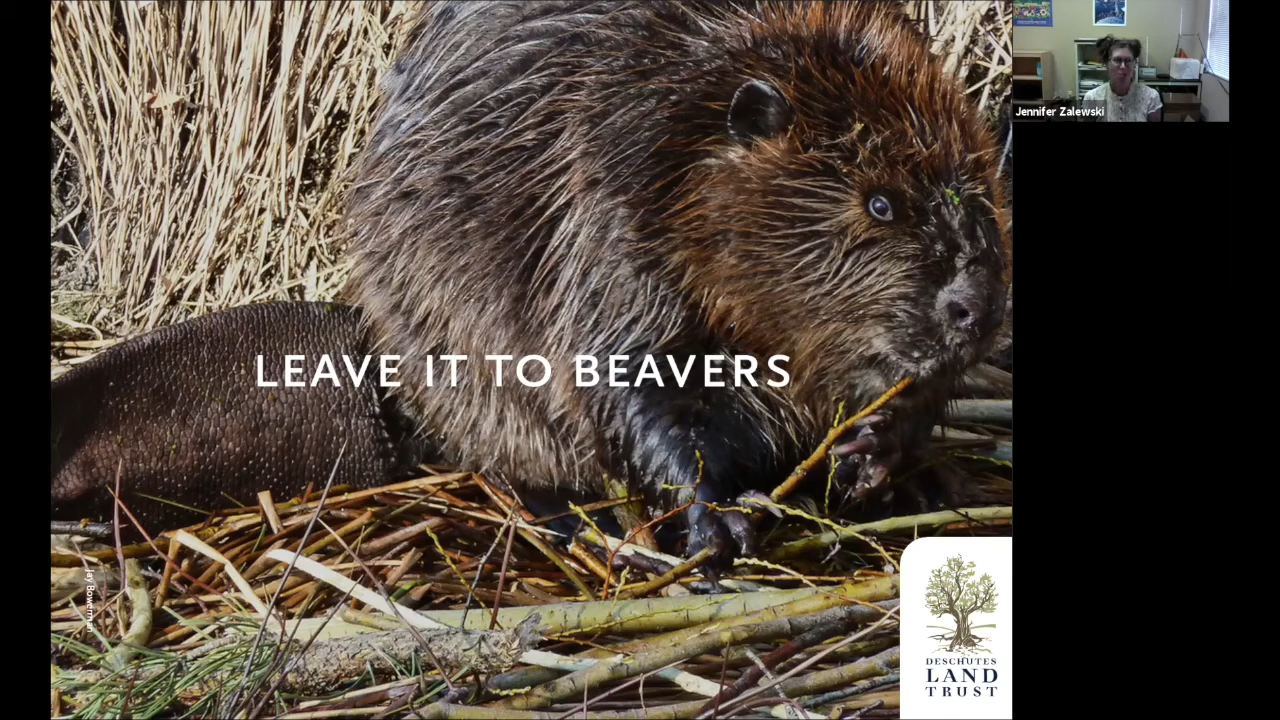 Jennifer Zalewski
LEAVE IT TO BEAVERS
Jay Bowerman
DESCHUTES
LAND
TRUST